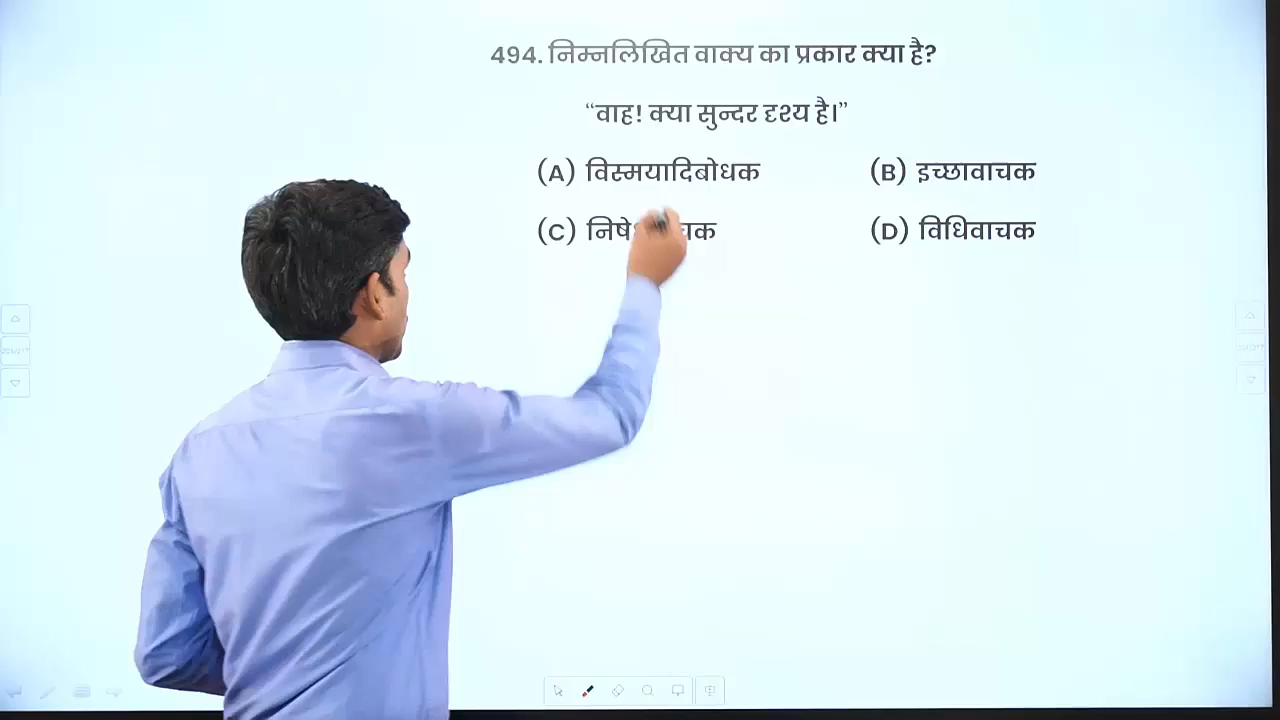 494. निम्नलिखित वाक्य का प्रकार क्या है?
“वाह! क्या सुन्दर दृश्य है।”
(A) विस्मयादिबोधक (B) इच्छावाचक
(C) (D) विधिवाचक